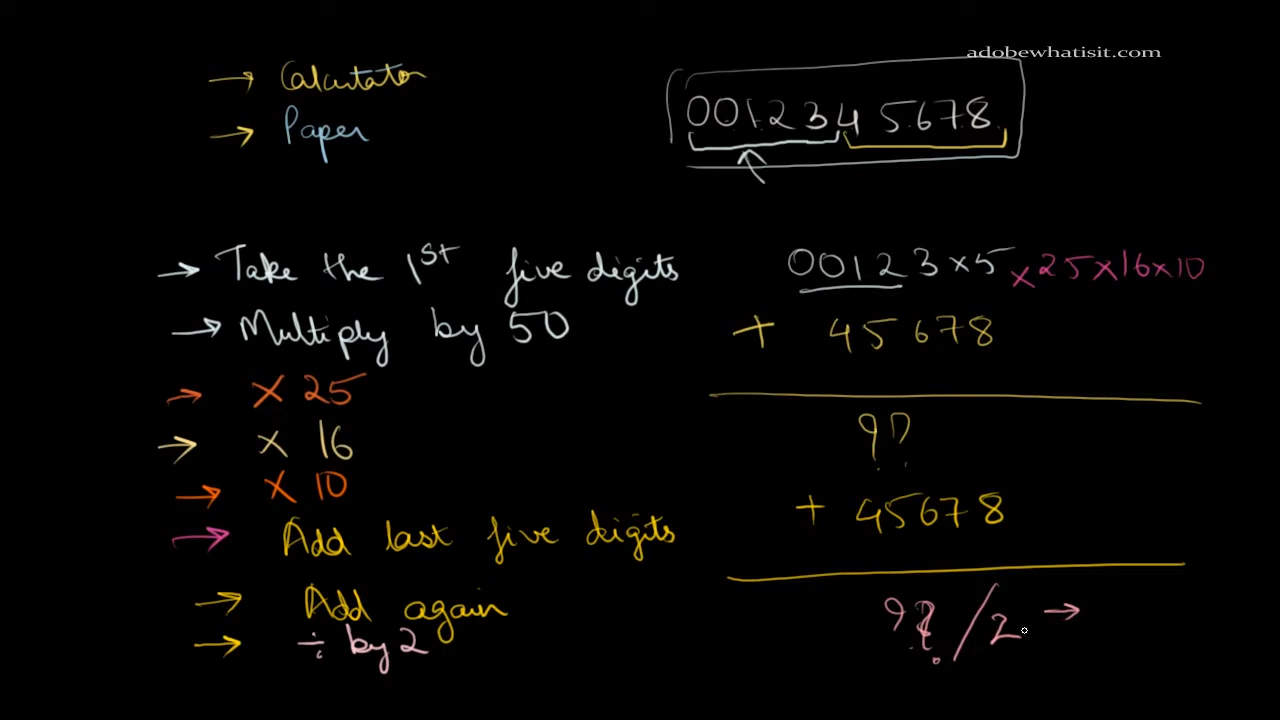 adobewhatisit.com
→ Calculator
→ Paper
0012345678
→ Take the 1st five digits
→ Multiply by 50
→ X 25
→ X 16
→ X 10
→ Add last five digits
→ Add again
→ ÷ by 2
00123×5×25×16×10
+ 45678
??
+ 45678
??/2 →